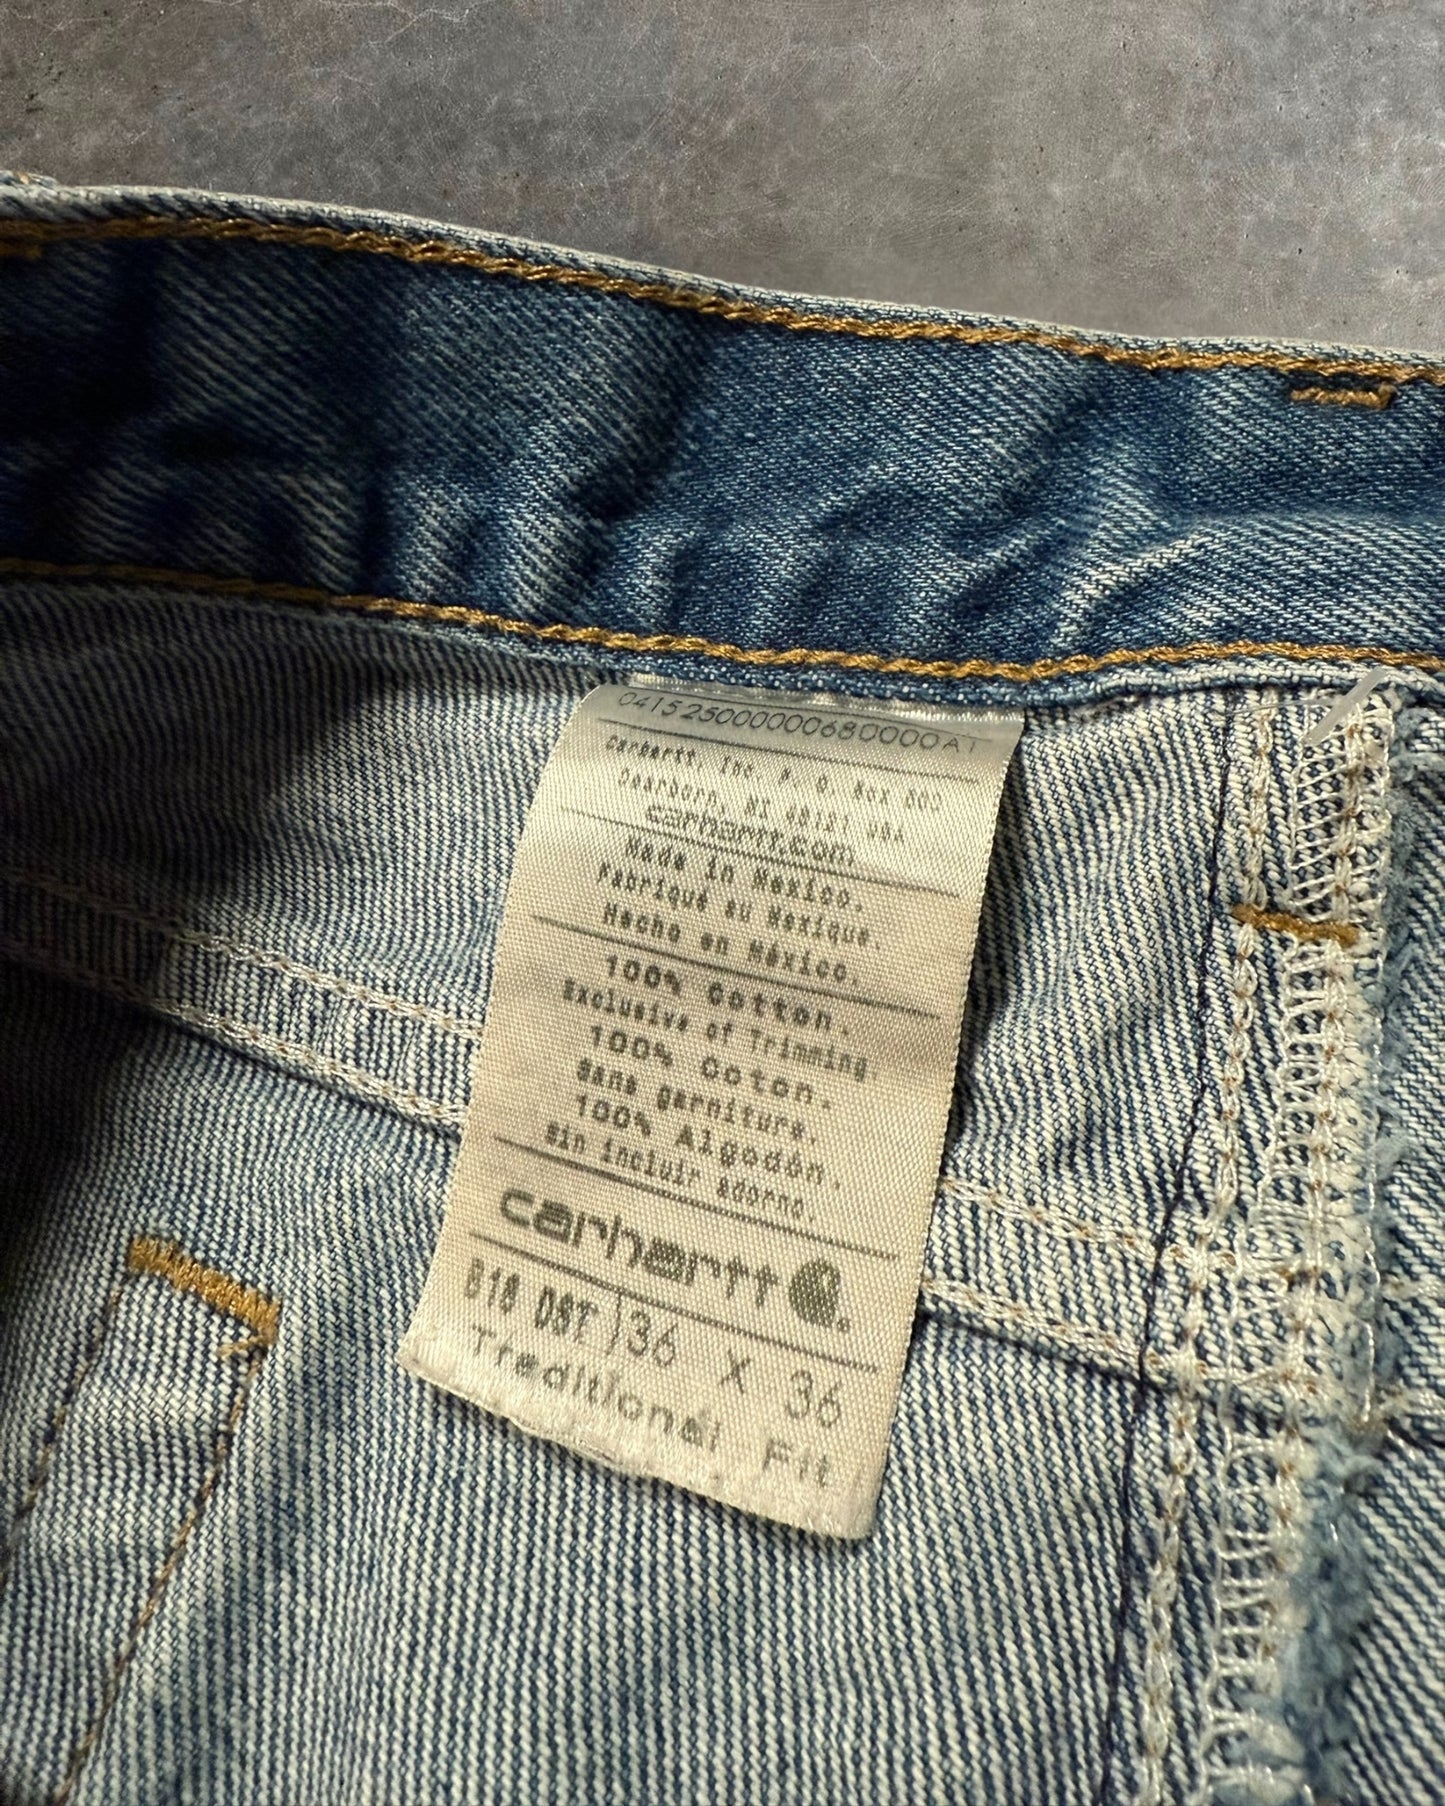 04152500000680000A1
Carhartt, Inc. P. O. Box 600
Dearborn, MI 48121 USA
carhartt.com
Made in Mexico.
Fabriqué au Mexique.
Hecho en México.
100% Cotton.
Exclusive of Trimming.
100% Coton.
sans garniture.
100% Algodón.
Sin incluir adorno.
carhartt
B18 DST 36 X 36
Traditional Fit